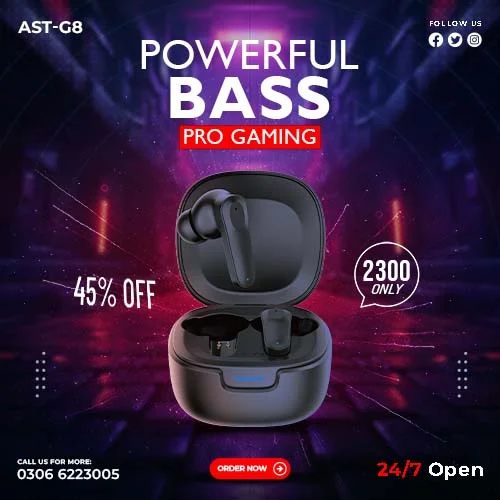 AST-G8
FOLLOW US
POWERFUL
BASS
PRO GAMING
45% OFF
2300
ONLY
CALL US FOR MORE:
0306 6223005
ORDER NOW
24/7 Open